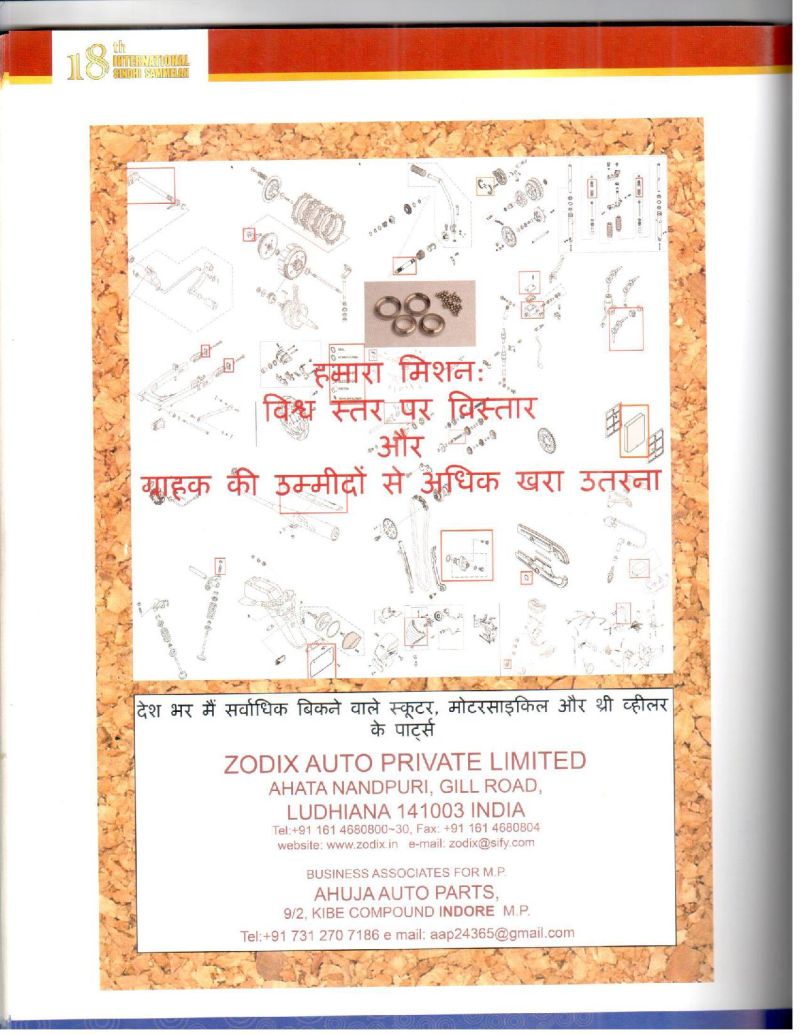 18th
INTERNATIONAL
SINDHI SAMMELAN
हमारा मिशन:
विश्व स्तर पर विस्तार
और
ग्राहक की उम्मीदों से अधिक खरा उतरना
देश भर में सर्वाधिक बिकने वाले स्कूटर, मोटरसाइकिल और थ्री व्हीलर
के पार्ट्स
ZODIX AUTO PRIVATE LIMITED
AHATA NANDPURI, GILL ROAD,
LUDHIANA 141003 INDIA
Tel:+91 161 4680800~30, Fax: +91 161 4680804
website: www.zodix.in e-mail: zodix@sify.com
BUSINESS ASSOCIATES FOR M.P.
AHUJA AUTO PARTS,
9/2, KIBE COMPOUND INDORE M.P.
Tel:+91 731 270 7186 e mail: aap24365@gmail.com